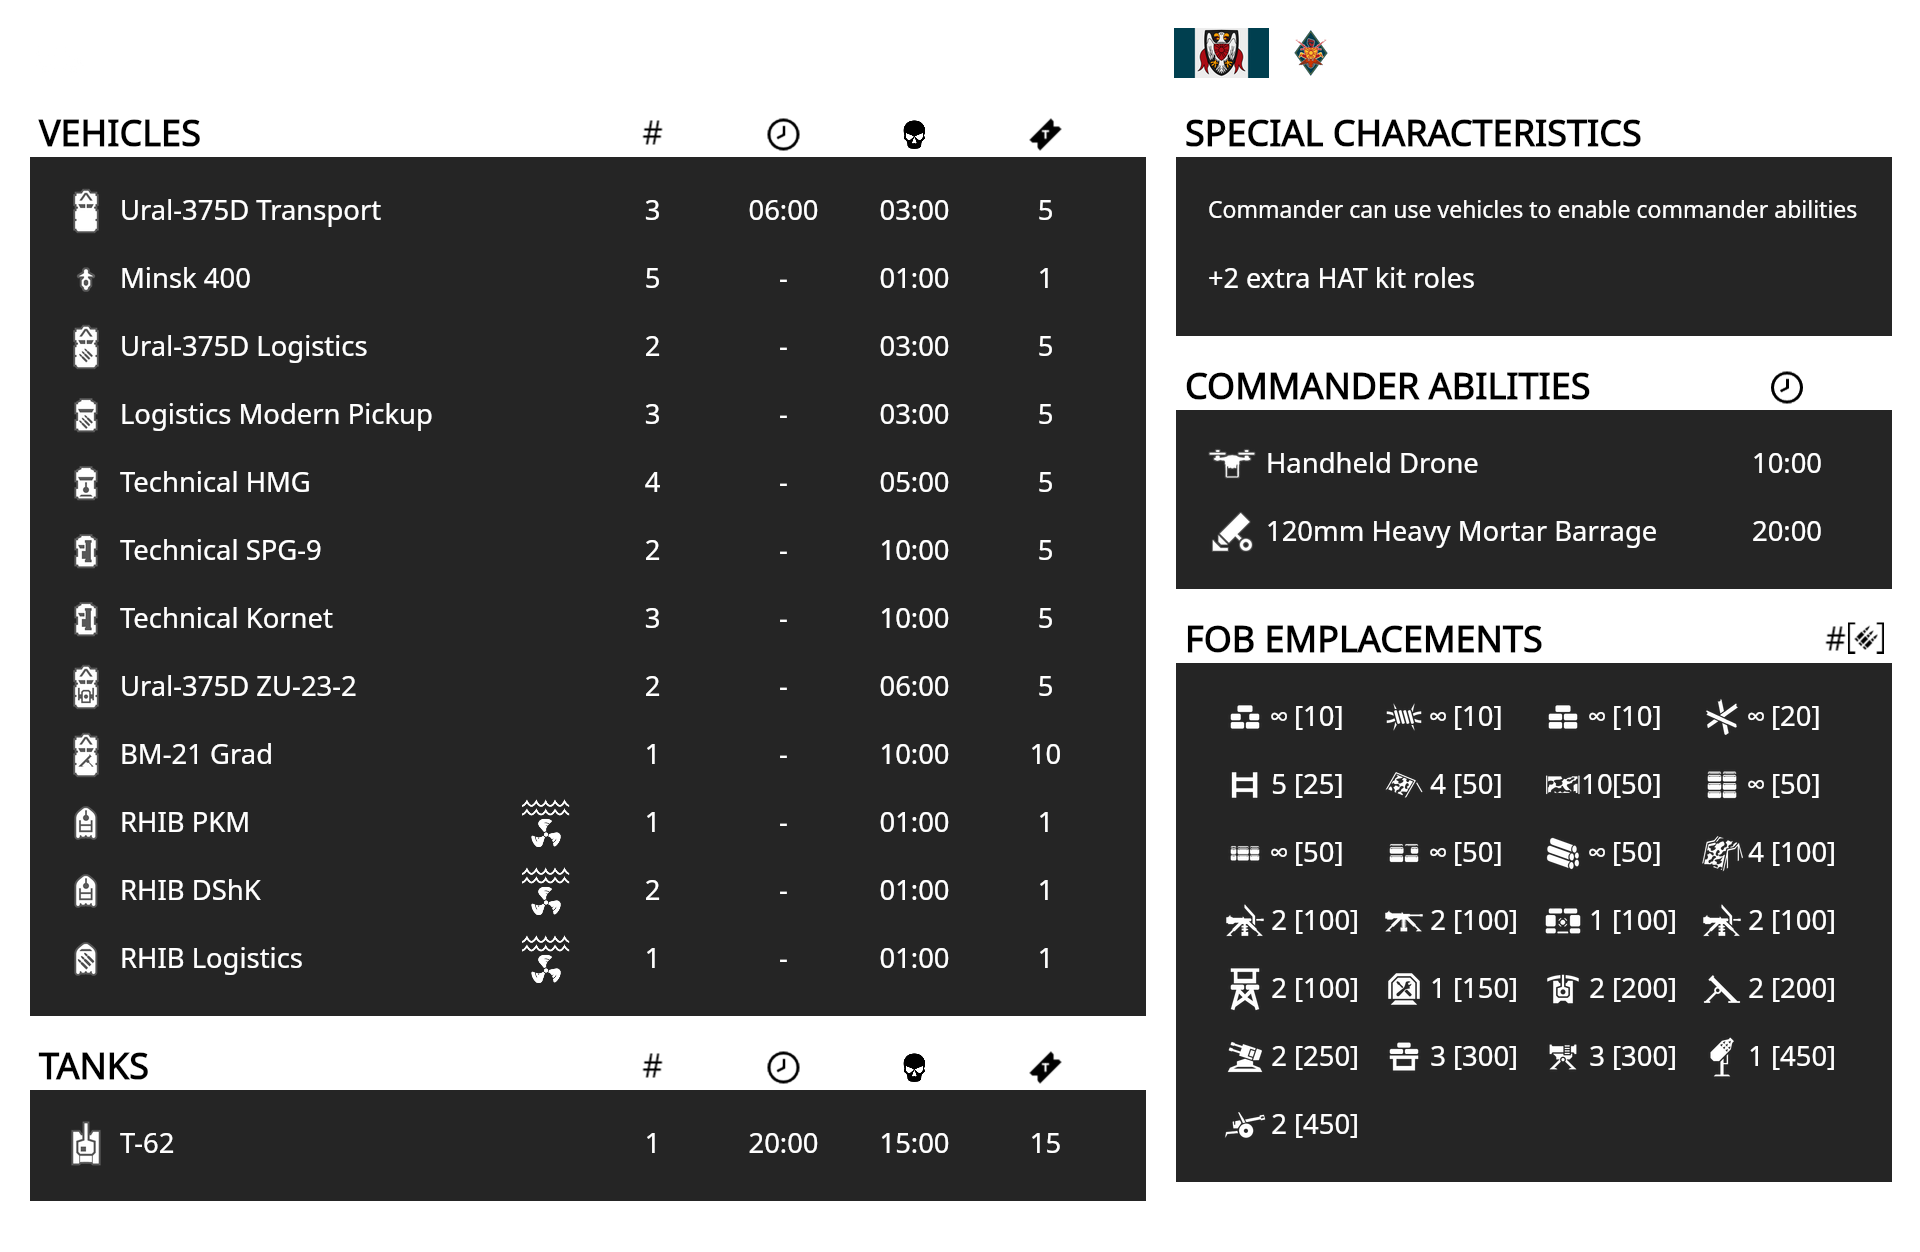 VEHICLES #
Ural-375D Transport 3 06:00 03:00 5
Minsk 400 5 - 01:00 1
Ural-375D Logistics 2 - 03:00 5
Logistics Modern Pickup 3 - 03:00 5
Technical HMG 4 - 05:00 5
Technical SPG-9 2 - 10:00 5
Technical Kornet 3 - 10:00 5
Ural-375D ZU-23-2 2 - 06:00 5
BM-21 Grad 1 - 10:00 10
RHIB PKM 1 - 01:00 1
RHIB DShK 2 - 01:00 1
RHIB Logistics 1 - 01:00 1
TANKS #
T-62 1 20:00 15:00 15
SPECIAL CHARACTERISTICS
Commander can use vehicles to enable commander abilities
+2 extra HAT kit roles
COMMANDER ABILITIES
Handheld Drone 10:00
120mm Heavy Mortar Barrage 20:00
FOB EMPLACEMENTS #[]
∞ [10] ∞ [10] ∞ [10] ∞ [20]
5 [25] 4 [50] 10[50] ∞ [50]
∞ [50] ∞ [50] ∞ [50] 4 [100]
2 [100] 2 [100] 1 [100] 2 [100]
2 [100] 1 [150] 2 [200] 2 [200]
2 [250] 3 [300] 3 [300] 1 [450]
2 [450]